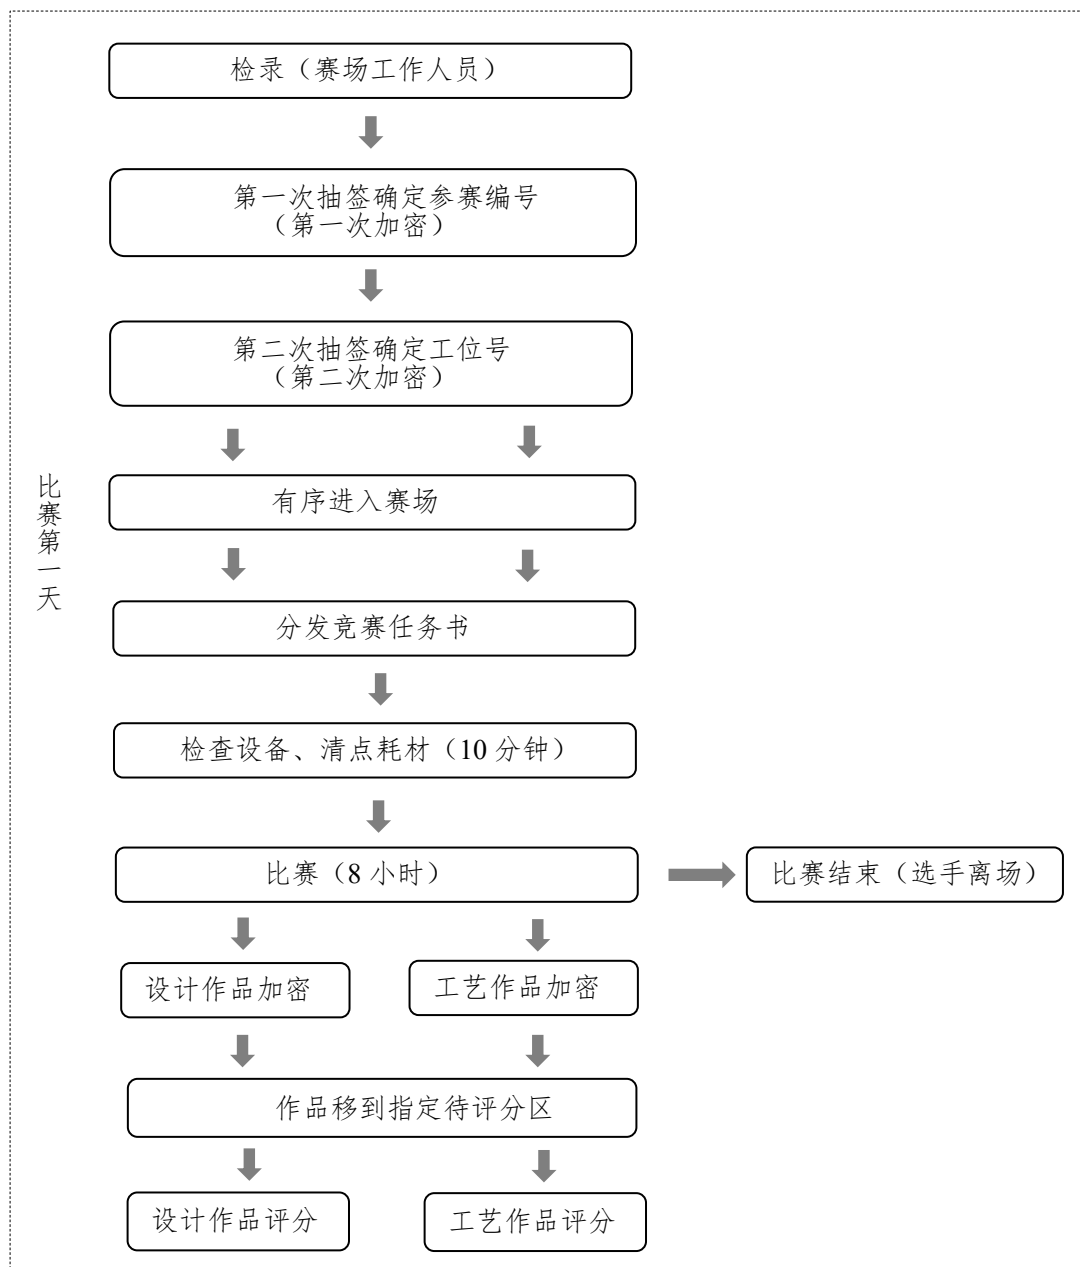 检录（赛场工作人员）
第一次抽签确定参赛编号
（第一次加密）
第二次抽签确定工位号
（第二次加密）
有序进入赛场
比赛第一天
分发竞赛任务书
检查设备、清点耗材（10 分钟）
比赛（8 小时）
比赛结束（选手离场）
设计作品加密
工艺作品加密
作品移到指定待评分区
设计作品评分
工艺作品评分